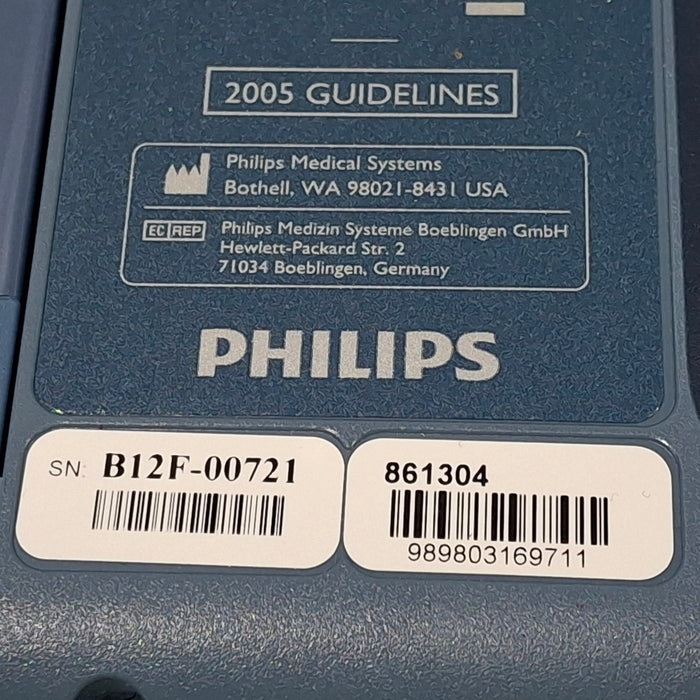 2005 GUIDELINES
Philips Medical Systems
Bothell, WA 98021-8431 USA
EC REP
Philips Medizin Systeme Boeblingen GmbH
Hewlett-Packard Str. 2
71034 Boeblingen, Germany
PHILIPS
SN: B12F-00721
861304
989803169711